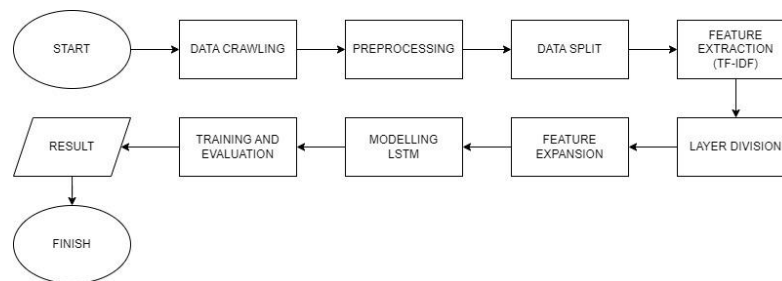 START
DATA CRAWLING
PREPROCESSING
DATA SPLIT
FEATURE
EXTRACTION
(TF-IDF)
LAYER DIVISION
FEATURE
EXPANSION
MODELLING
LSTM
TRAINING AND
EVALUATION
RESULT
FINISH